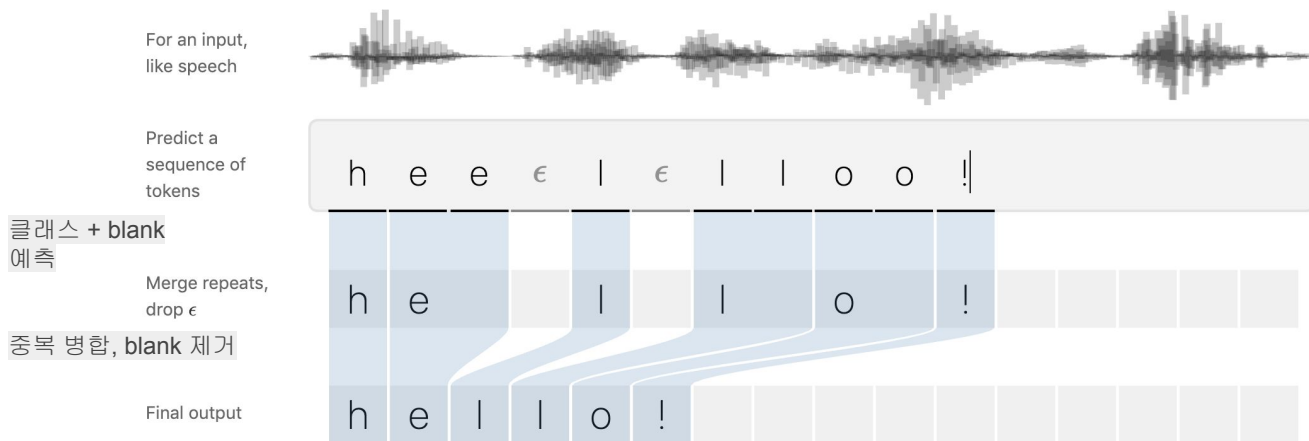 For an input,
like speech
Predict a
sequence of
tokens
h e e ϵ l ϵ l l o o !
클래스 + blank
예측
Merge repeats,
drop ϵ
h e l l o !
중복 병합, blank 제거
Final output
h e l l o !